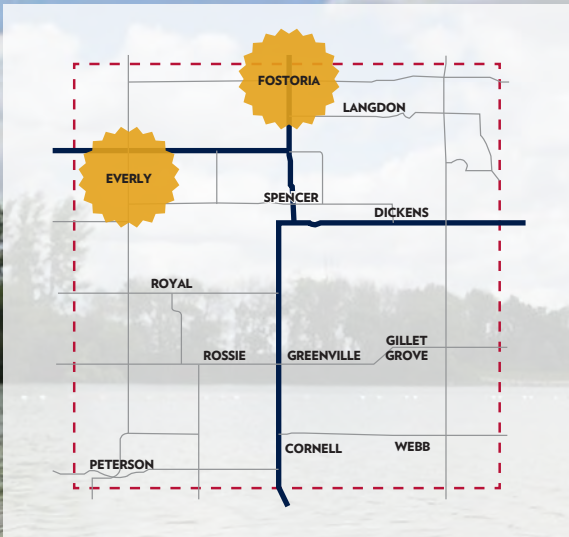 FOSTORIA
LANGDON
EVERLY
SPENCER
DICKENS
ROYAL
ROSSIE
GREENVILLE
GILLET
GROVE
CORNELL
WEBB
PETERSON